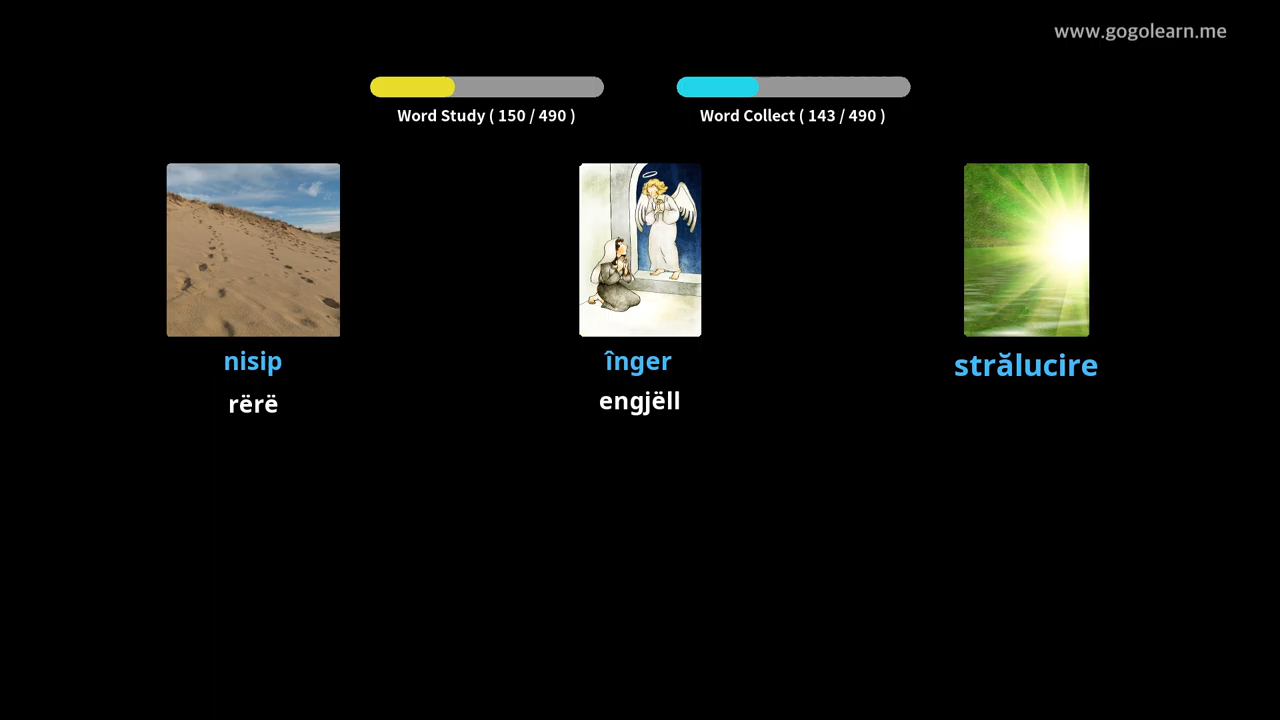 www.gogolearn.me
Word Study ( 150 / 490 )
Word Collect ( 143 / 490 )
nisip
rërë
înger
engjëll
strălucire